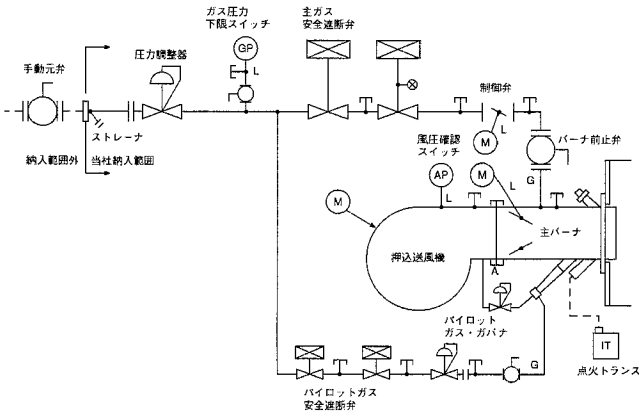 ガス圧力
下限スイッチ
主ガス
安全遮断弁
GP
圧力調整器
手動元弁
L
制御弁
ストレーナ
L
M
風圧確認
スイッチ
バーナ前止弁
納入範囲外
当社納入範囲
AP
M
L
G
M
L
主バーナ
押込送風機
A
パイロット
ガス・ガバナ
IT
G
点火トランス
パイロットガス
安全遮断弁